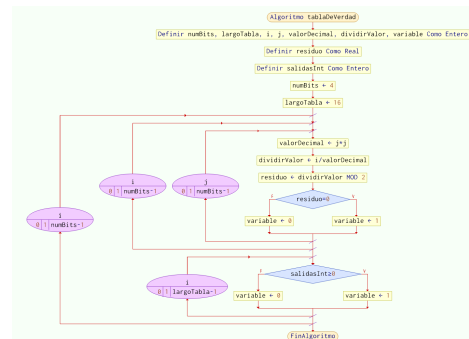 Algoritmo tablaDeVerdad
Definir numBits, largoTabla, i, j, valorDecimal, dividirValor, variable Como Entero
Definir residuo Como Real
Definir salidasInt Como Entero
numBits ← 4
largoTabla ← 16
valorDecimal ← j+j
dividirValor ← i/valorDecimal
i
0 1 numBits-1
j
0 1 numBits-1
residuo ← dividirValor MOD 2
residuo=0
F V
variable ← 0
variable ← 1
i
0 1 numBits-1
salidasInt≥0
F V
i
0 1 largoTabla-1
variable ← 0
variable ← 1
FinAlgoritmo